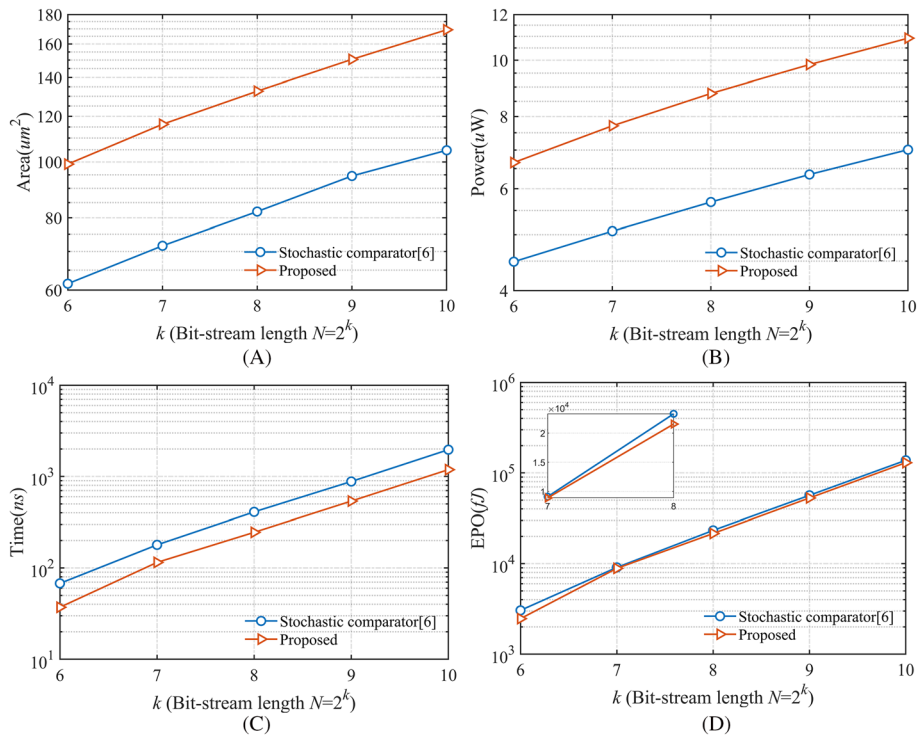 180
160
140
120
100
80
60
Area(um²)
Stochastic comparator[6]
Proposed
6 7 8 9 10
k (Bit-stream length N=2^k)
(A)
12
10
8
6
4
Power(uW)
Stochastic comparator[6]
Proposed
6 7 8 9 10
k (Bit-stream length N=2^k)
(B)
10⁴
10³
10²
10¹
Time(ns)
Stochastic comparator[6]
Proposed
6 7 8 9 10
k (Bit-stream length N=2^k)
(C)
10⁶
10⁵
10⁴
10³
EPO(fJ)
×10⁴
2
1.5
1
7 8
Stochastic comparator[6]
Proposed
6 7 8 9 10
k (Bit-stream length N=2^k)
(D)